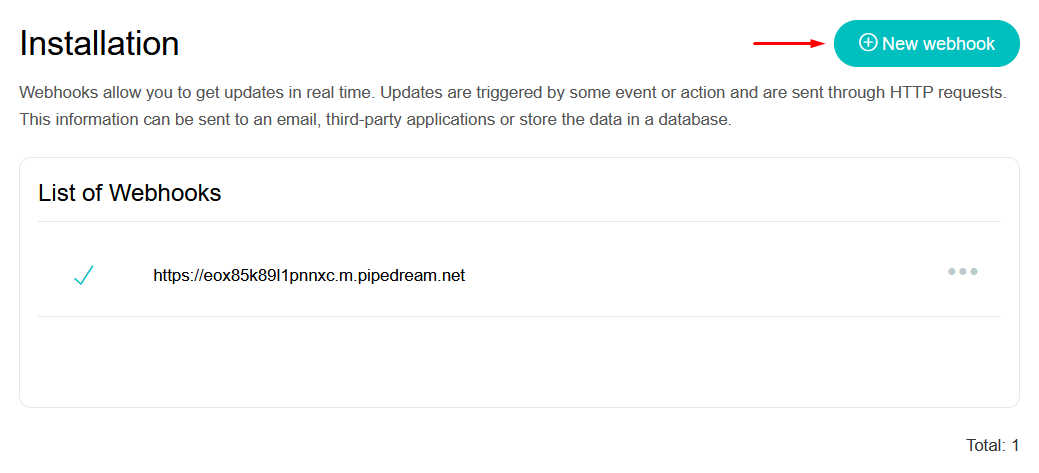 Installation
New webhook
Webhooks allow you to get updates in real time. Updates are triggered by some event or action and are sent through HTTP requests.
This information can be sent to an email, third-party applications or store the data in a database.
List of Webhooks
https://eox85k89l1pnnxc.m.pipedream.net
Total: 1